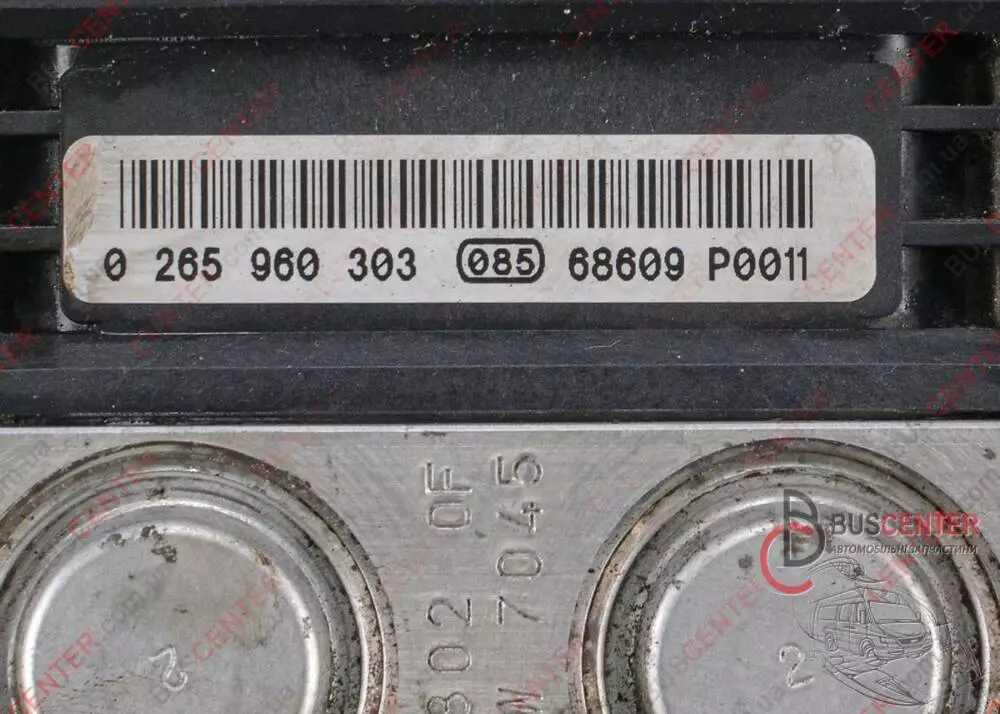 0 265 960 303 085 68609 P0011
802 0F
W 7045
2
2
BUSCENTER
АВТОМОБІЛЬНІ ЗАПЧАСТИНИ